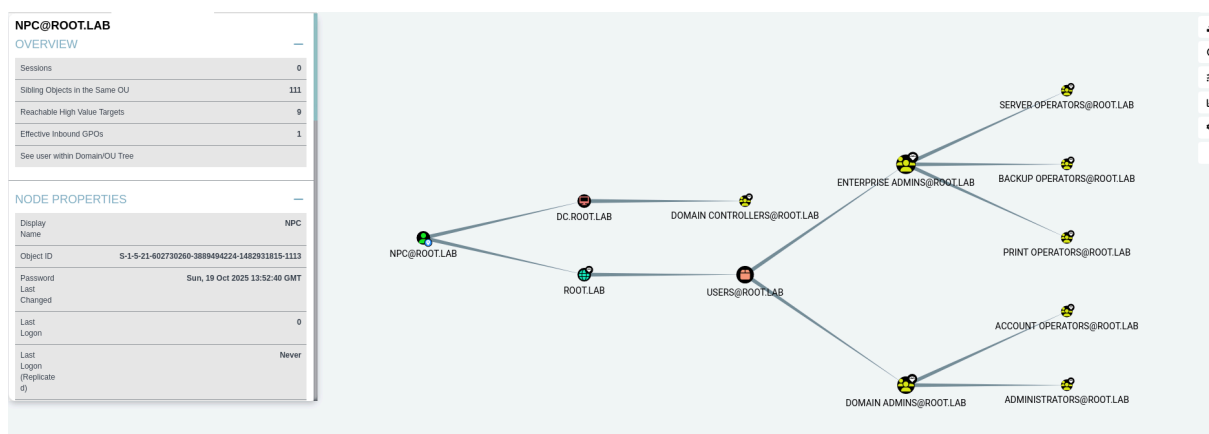 NPC@ROOT.LAB
OVERVIEW
Sessions 0
Sibling Objects in the Same OU 111
Reachable High Value Targets 9
Effective Inbound GPOs 1
See user within Domain/OU Tree
NODE PROPERTIES
Display NPC
Name
Object ID S-1-5-21-602730260-3889494224-1482931815-1113
Password Sun, 19 Oct 2025 13:52:40 GMT
Last
Changed
Last 0
Logon
Last Never
Logon
(Replicate
d)
SERVER OPERATORS@ROOT.LAB
ENTERPRISE ADMINS@ROOT.LAB
BACKUP OPERATORS@ROOT.LAB
DC.ROOT.LAB
DOMAIN CONTROLLERS@ROOT.LAB
NPC@ROOT.LAB
PRINT OPERATORS@ROOT.LAB
ROOT.LAB
USERS@ROOT.LAB
ACCOUNT OPERATORS@ROOT.LAB
DOMAIN ADMINS@ROOT.LAB
ADMINISTRATORS@ROOT.LAB